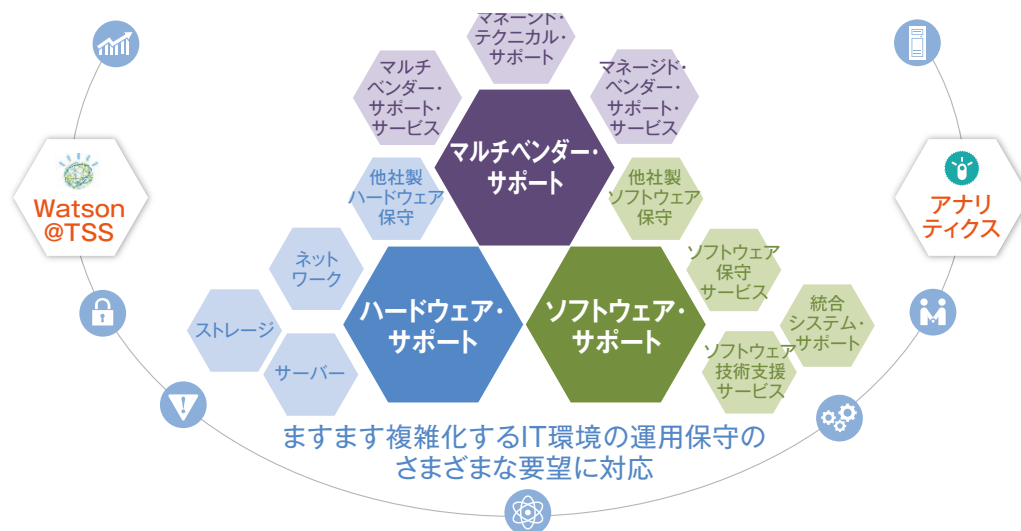 マネージド・
テクニカル・
サポート
マルチ
ベンダー・
サポート・
サービス
マネージド・
ベンダー・
サポート・
サービス
マルチベンダー・
サポート
他社製
ハードウェア
保守
他社製
ソフトウェア
保守
Watson
@TSS
アナリ
ティクス
ネット
ワーク
ソフトウェア
保守
サービス
ストレージ
ハードウェア・
サポート
ソフトウェア・
サポート
統合
システム・
サポート
サーバー
ソフトウェア
技術支援
サービス
ますます複雑化するIT環境の運用保守の
さまざまな要望に対応